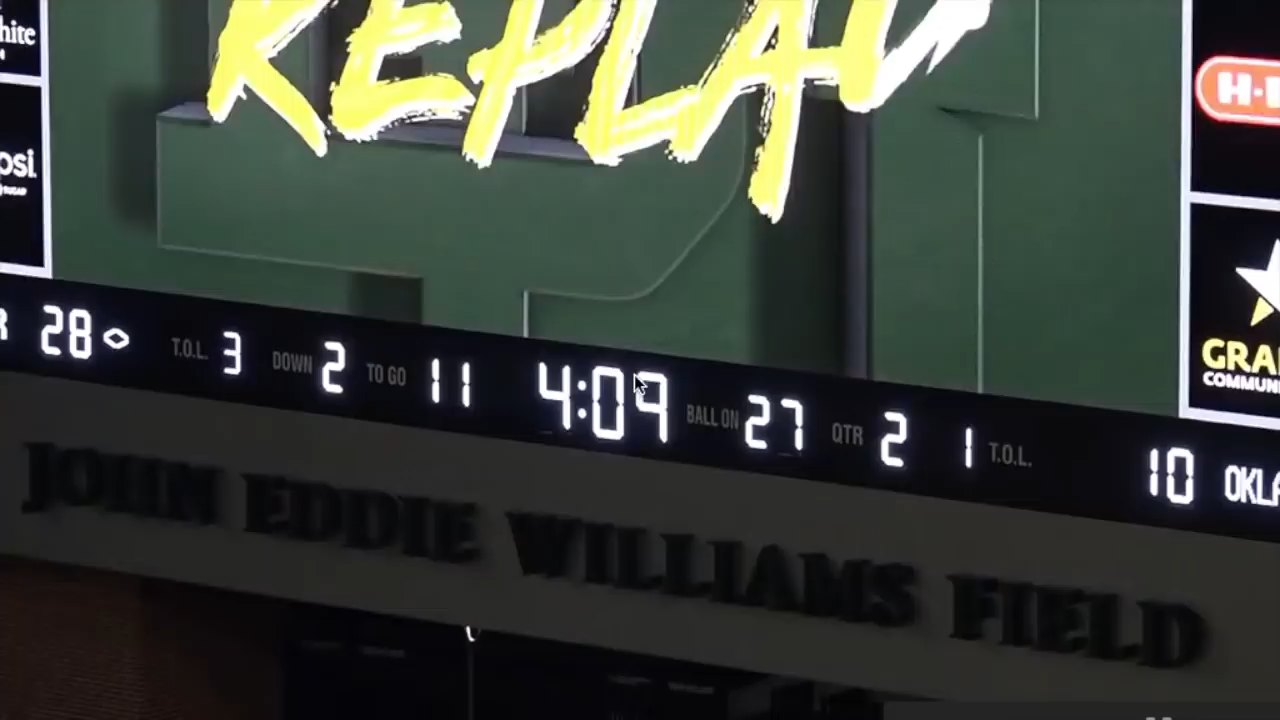 REPLAY
hite
osi
H-
GRA
COMMUN
R 28 T.O.L. 3 DOWN 2 TO GO 11 4:09 BALL ON 27 QTR 2 1 T.O.L. 10 OKLA
JOHN EDDIE WILLIAMS FIELD